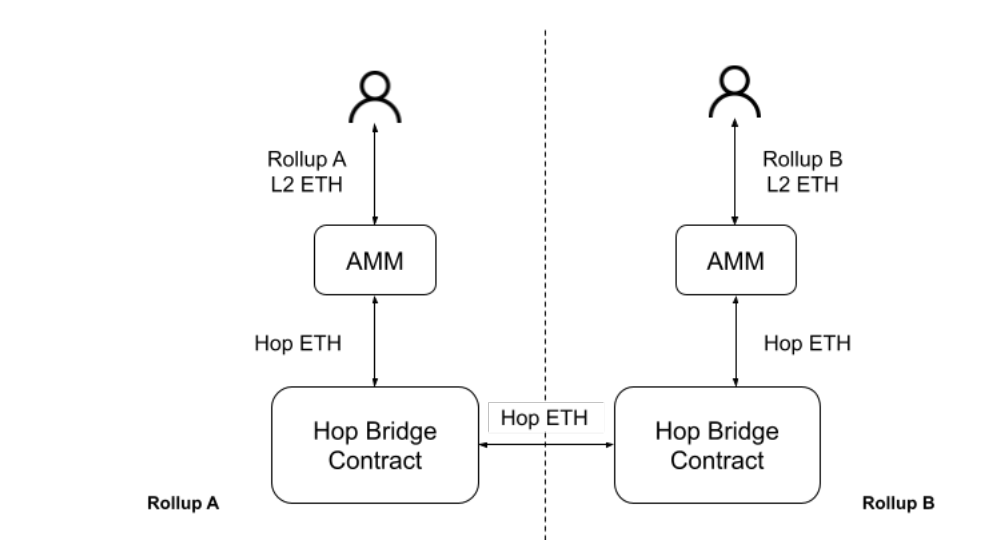 Rollup A
L2 ETH
Rollup B
L2 ETH
AMM
AMM
Hop ETH
Hop ETH
Hop ETH
Hop Bridge
Contract
Hop Bridge
Contract
Rollup A
Rollup B